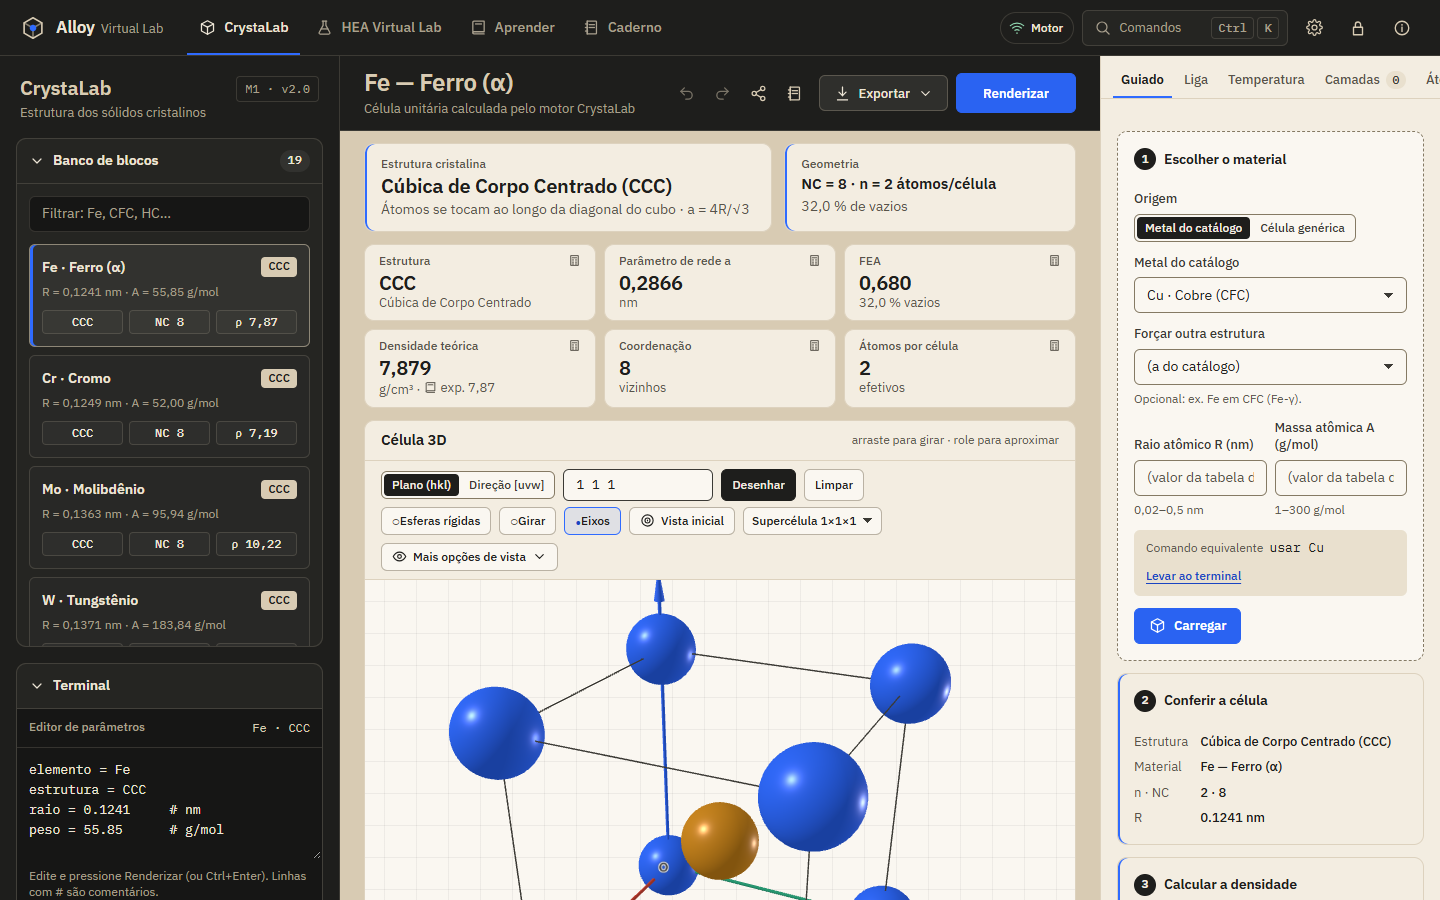 Alloy Virtual Lab
CrystaLab
HEA Virtual Lab
Aprender
Caderno
Motor
Comandos
Ctrl
K
CrystaLab
M1 · v2.0
Estrutura dos sólidos cristalinos
Banco de blocos
19
Filtrar: Fe, CFC, HC...
Fe · Ferro (α)
CCC
R = 0,1241 nm · A = 55,85 g/mol
CCC
NC 8
ρ 7,87
Cr · Cromo
CCC
R = 0,1249 nm · A = 52,00 g/mol
CCC
NC 8
ρ 7,19
Mo · Molibdênio
CCC
R = 0,1363 nm · A = 95,94 g/mol
CCC
NC 8
ρ 10,22
W · Tungstênio
CCC
R = 0,1371 nm · A = 183,84 g/mol
Terminal
Editor de parâmetros
Fe · CCC
elemento = Fe
estrutura = CCC
raio = 0.1241 # nm
peso = 55.85 # g/mol
Edite e pressione Renderizar (ou Ctrl+Enter). Linhas
com # são comentários.
Fe — Ferro (α)
Célula unitária calculada pelo motor CrystaLab
Exportar
Renderizar
Estrutura cristalina
Cúbica de Corpo Centrado (CCC)
Átomos se tocam ao longo da diagonal do cubo · a = 4R/√3
Geometria
NC = 8 · n = 2 átomos/célula
32,0 % de vazios
Estrutura
CCC
Cúbica de Corpo Centrado
Parâmetro de rede a
0,2866
nm
FEA
0,680
32,0 % vazios
Densidade teórica
7,879
g/cm³ · exp. 7,87
Coordenação
8
vizinhos
Átomos por célula
2
efetivos
Célula 3D
arraste para girar · role para aproximar
Plano (hkl)
Direção [uvw]
1 1 1
Desenhar
Limpar
Esferas rígidas
Girar
Eixos
Vista inicial
Supercélula 1×1×1
Mais opções de vista
Guiado
Liga
Temperatura
Camadas 0
Át
1 Escolher o material
Origem
Metal do catálogo
Célula genérica
Metal do catálogo
Cu · Cobre (CFC)
Forçar outra estrutura
(a do catálogo)
Opcional: ex. Fe em CFC (Fe-γ).
Raio atômico R (nm)
Massa atômica A
(g/mol)
(valor da tabela d
(valor da tabela c
0,02–0,5 nm
1–300 g/mol
Comando equivalente usar Cu
Levar ao terminal
Carregar
2 Conferir a célula
Estrutura Cúbica de Corpo Centrado (CCC)
Material Fe — Ferro (α)
n · NC 2 · 8
R 0.1241 nm
3 Calcular a densidade